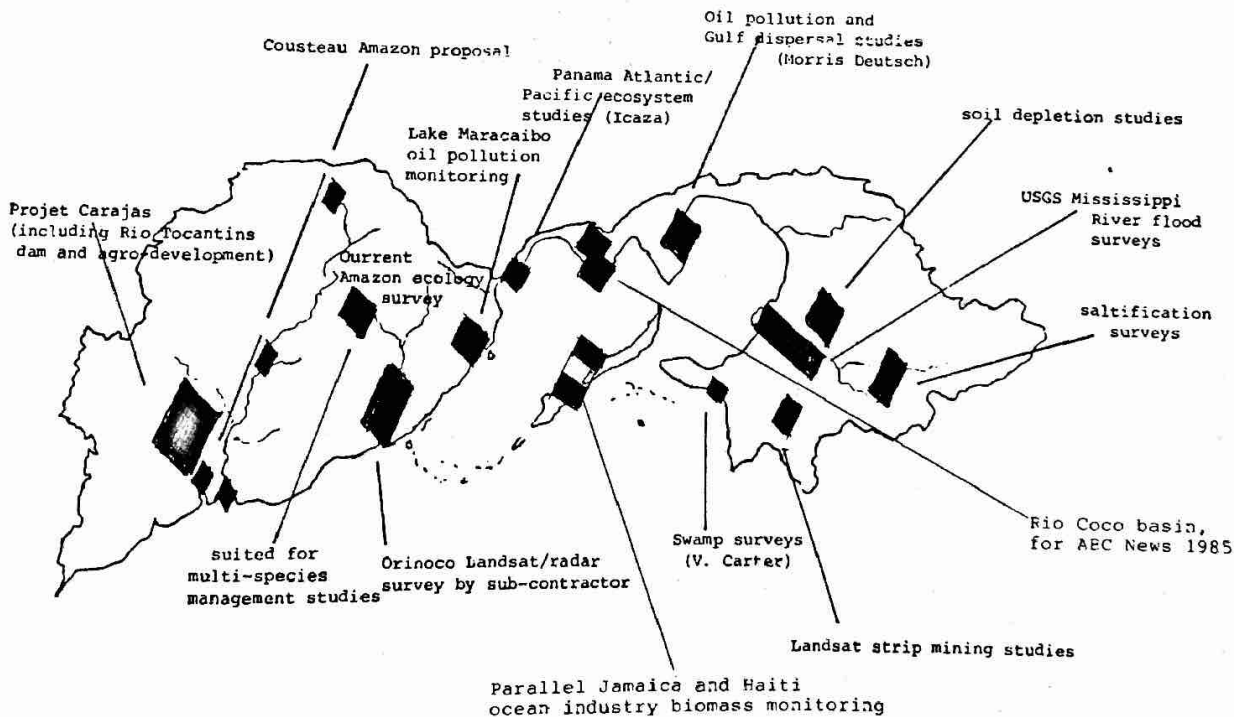 Oil pollution and
Gulf dispersal studies
(Morris Deutsch)
Cousteau Amazon proposal
Panama Atlantic/
Pacific ecosystem
studies (Icaza)
soil depletion studies
Lake Maracaibo
oil pollution
monitoring
Projet Carajas
(including Rio Tocantins
dam and agro-development)
USGS Mississippi
River flood
surveys
Ourrent
Amazon ecology
survey
saltification
surveys
Rio Coco basin,
for AEC News 1985
suited for
multi-species
management studies
Orinoco Landsat/radar
survey by sub-contractor
Swamp surveys
(V. Carter)
Landsat strip mining studies
Parallel Jamaica and Haiti
ocean industry biomass monitoring